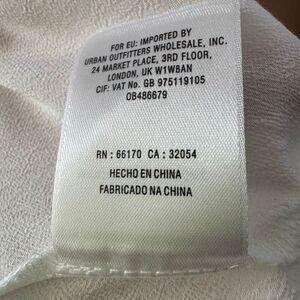 FOR EU: IMPORTED BY
URBAN OUTFITTERS WHOLESALE, INC.
24 MARKET PLACE, 3RD FLOOR,
LONDON, UK W1W8AN
CIF: VAT No. GB 975119105
OB486679
RN : 66170 CA : 32054
HECHO EN CHINA
FABRICADO NA CHINA